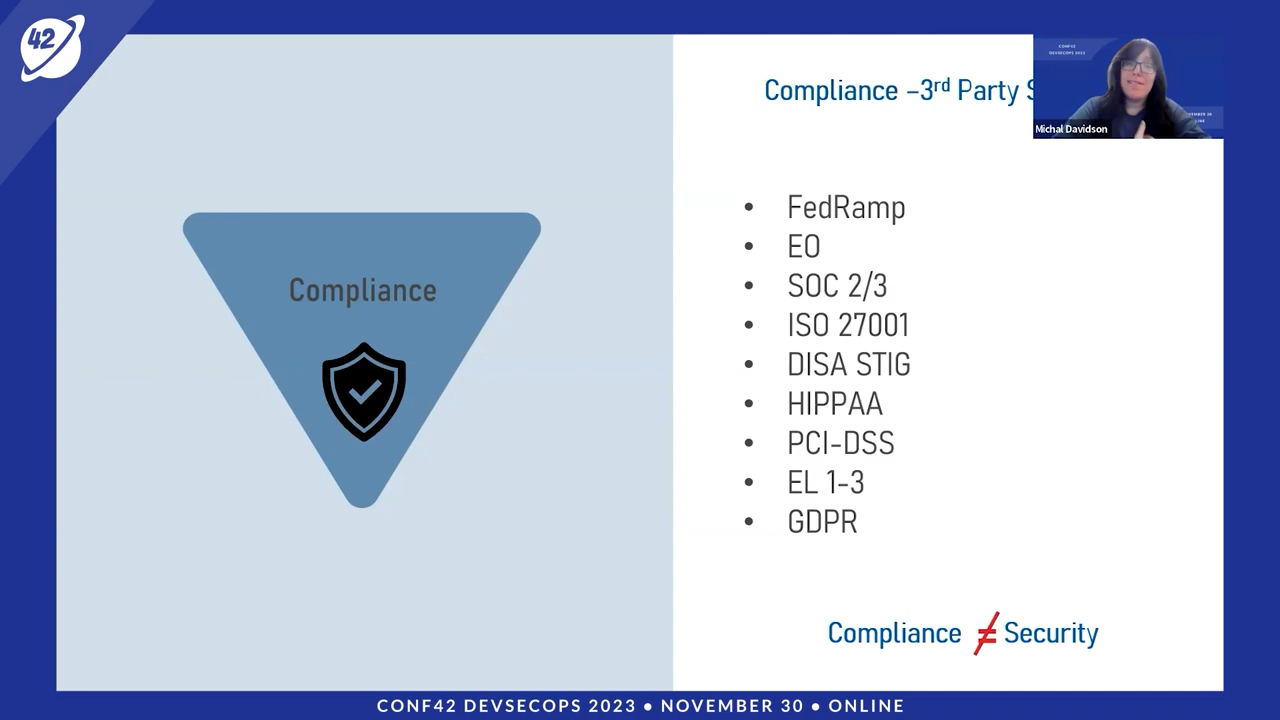 42
Compliance –3rd Party
CONF42
DEVSECOPS 2023
Michal Davidson
Compliance
• FedRamp
• EO
• SOC 2/3
• ISO 27001
• DISA STIG
• HIPPAA
• PCI-DSS
• EL 1-3
• GDPR
Compliance ≠ Security
CONF42 DEVSECOPS 2023 ● NOVEMBER 30 ● ONLINE